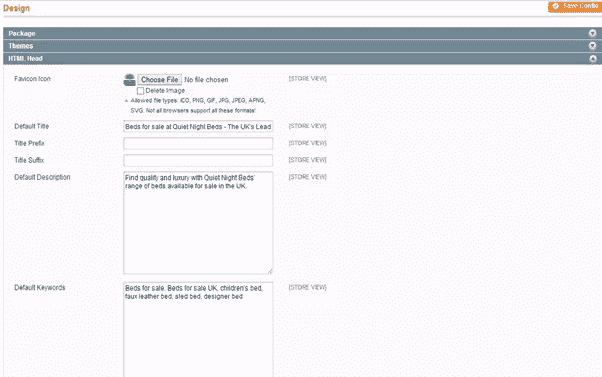 Design
Save Config
Package
Themes
HTML Head
Favicon Icon
Choose File No file chosen
[STORE VIEW]
Delete Image
Allowed file types: ICO, PNG, GIF, JPG, JPEG, APNG,
SVG. Not all browsers support all these formats!
Default Title
Beds for sale at Quiet Night Beds - The UK's Lead
[STORE VIEW]
Title Prefix
[STORE VIEW]
Title Suffix
[STORE VIEW]
Default Description
Find quality and luxury with Quiet Night Beds'
range of beds available for sale in the UK.
[STORE VIEW]
Default Keywords
Beds for sale. Beds for sale UK, children's bed,
faux leather bed, sled bed, designer bed
[STORE VIEW]